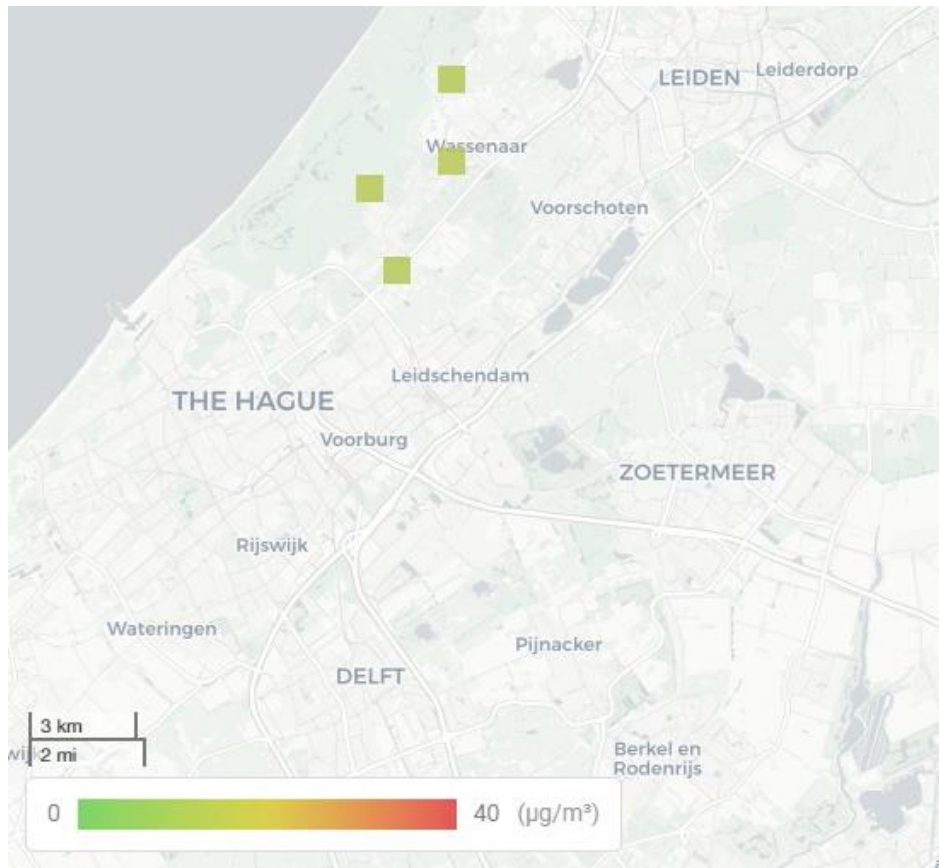 LEIDEN
Leiderdorp
Wassenaar
Voorschoten
Leidschendam
THE HAGUE
Voorburg
ZOETERMEER
Rijswijk
Wateringen
Pijnacker
DELFT
3 km
2 mi
Berkel en
Rodenrijs
0 40 (µg/m³)